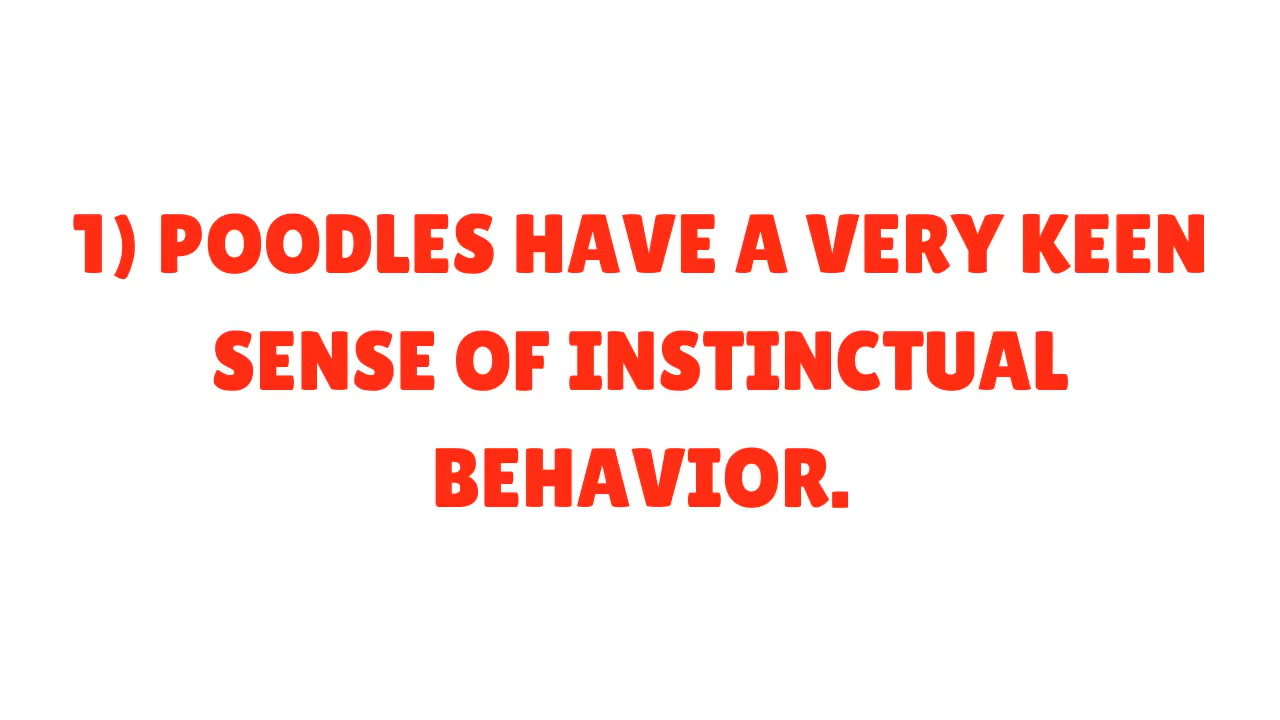 1) POODLES HAVE A VERY KEEN
SENSE OF INSTINCTUAL
BEHAVIOR.